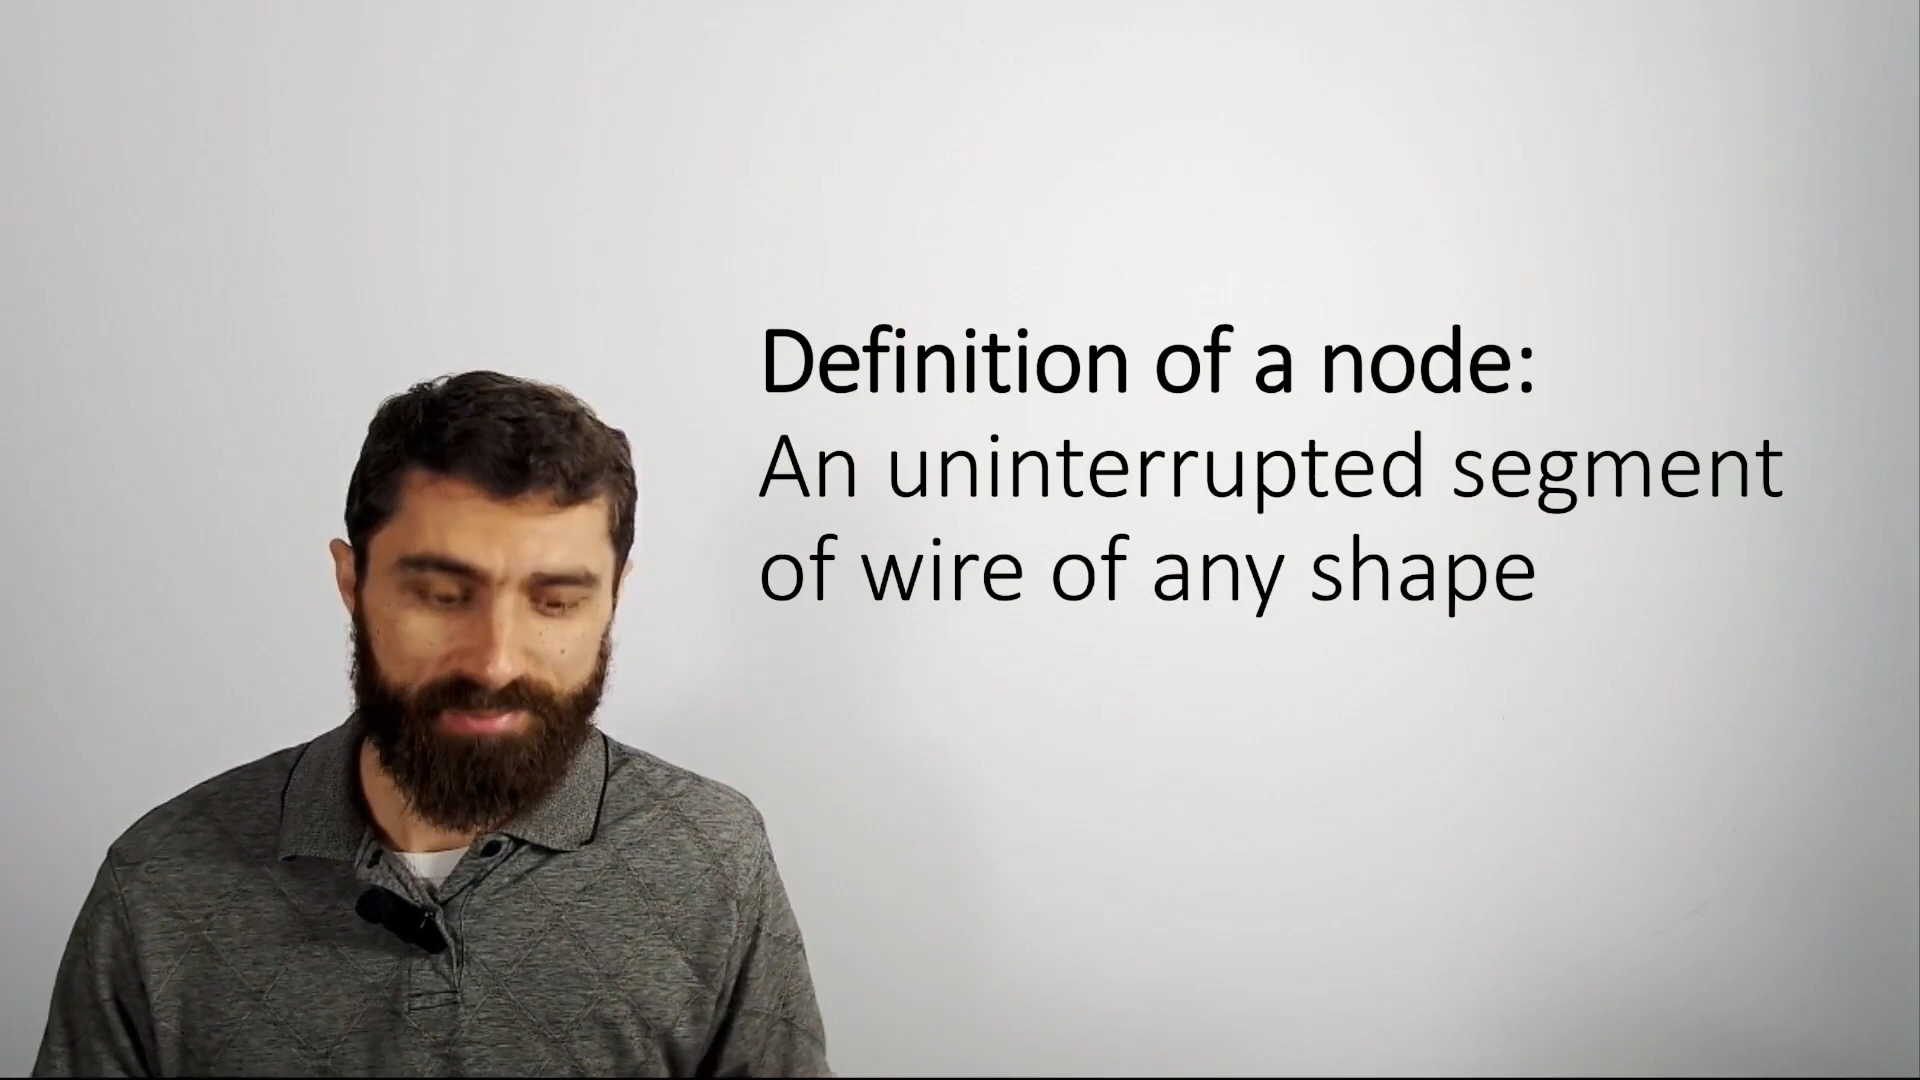 Definition of a node:
An uninterrupted segment
of wire of any shape